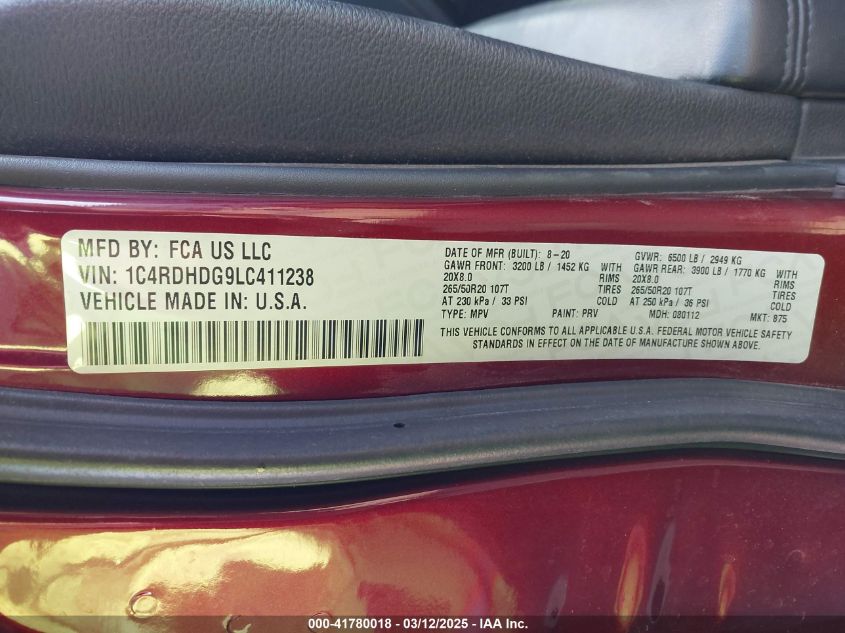 MFD BY: FCA US LLC
VIN: 1C4RDHDG9LC411238
VEHICLE MADE IN U.S.A.
DATE OF MFR (BUILT): 8-20
GVWR: 6500 LB / 2949 KG
GAWR FRONT: 3200 LB / 1452 KG WITH
GAWR REAR: 3900 LB / 1770 KG WITH
20X8.0 RIMS
20X8.0 RIMS
265/50R20 107T TIRES
265/50R20 107T TIRES
AT 230 kPa / 33 PSI COLD
AT 250 kPa / 36 PSI COLD
TYPE: MPV PAINT: PRV MDH: 080112 MKT: 875
THIS VEHICLE CONFORMS TO ALL APPLICABLE U.S.A. FEDERAL MOTOR VEHICLE SAFETY
STANDARDS IN EFFECT ON THE DATE OF MANUFACTURE SHOWN ABOVE.
000-41780018 - 03/12/2025 - IAA Inc.